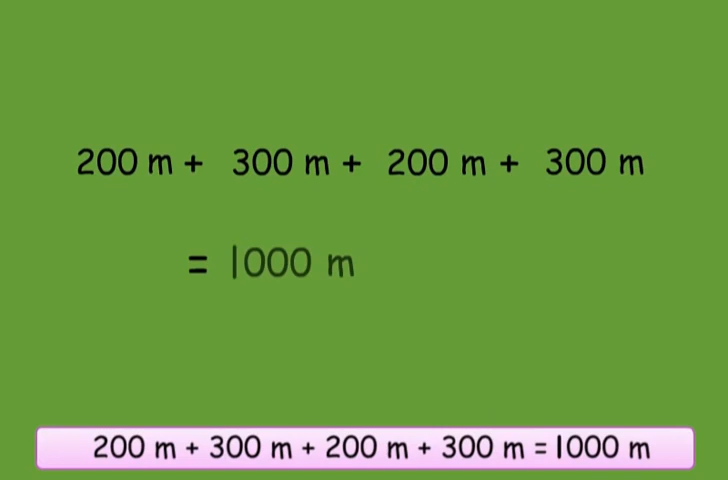 200 m + 300 m + 200 m + 300 m
= 1000 m
200 m + 300 m + 200 m + 300 m = 1000 m